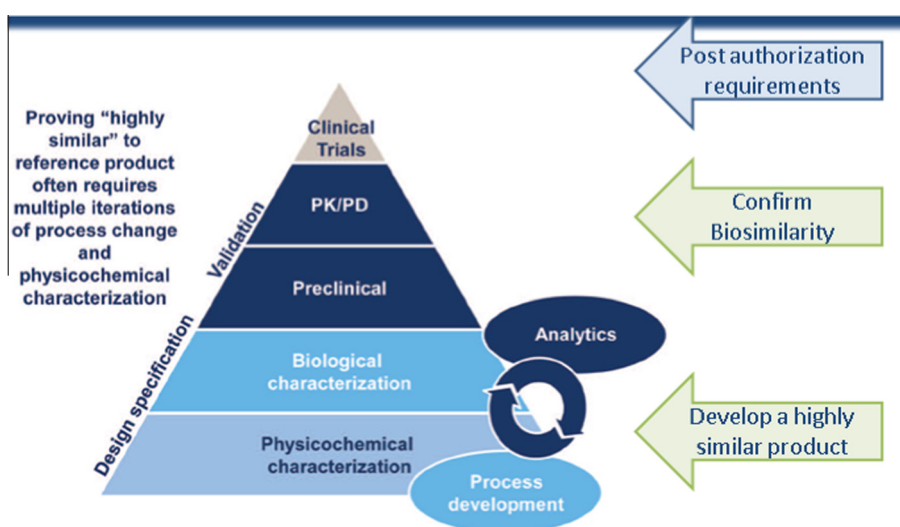 Proving “highly
similar” to
reference product
often requires
multiple iterations
of process change
and
physicochemical
characterization
Validation
Design specification
Clinical
Trials
PK/PD
Preclinical
Biological
characterization
Physicochemical
characterization
Analytics
Process
development
Post authorization
requirements
Confirm
Biosimilarity
Develop a highly
similar product